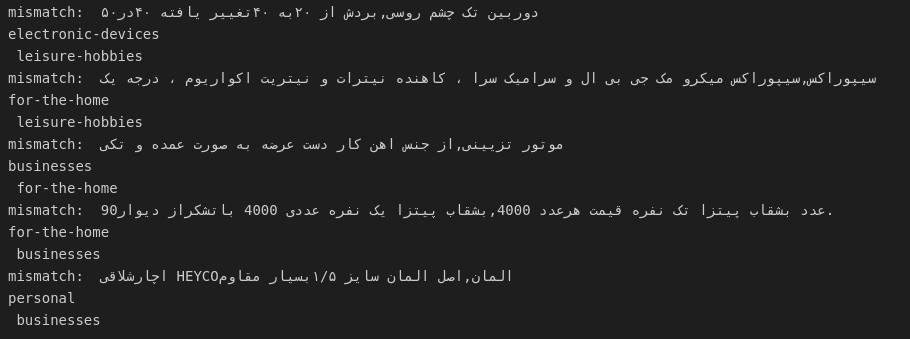 mismatch:  دوربین تک چشم روسی,بردش از ۲۰به ۴۰تغییر یافته ۴۰در۵۰
electronic-devices
 leisure-hobbies
mismatch:  سیپوراکس,سیپوراکس میکرو مک جی بی ال و سرامیک سرا ، کاهنده نیترات و نیتریت اکواریوم ، درجه یک
for-the-home
 leisure-hobbies
mismatch:  موتور تزیینی,از جنس اهن کار دست عرضه به صورت عمده و تکی
businesses
 for-the-home
mismatch:  90عدد بشقاب پیتزا تک نفره قیمت هرعدد 4000,بشقاب پیتزا یک نفره عددی 4000 باتشکراز دیوار.
for-the-home
 businesses
mismatch:  اچارشلاقی HEYCOالمان,اصل المان سایز ۱/۵بسیار مقاوم
personal
 businesses